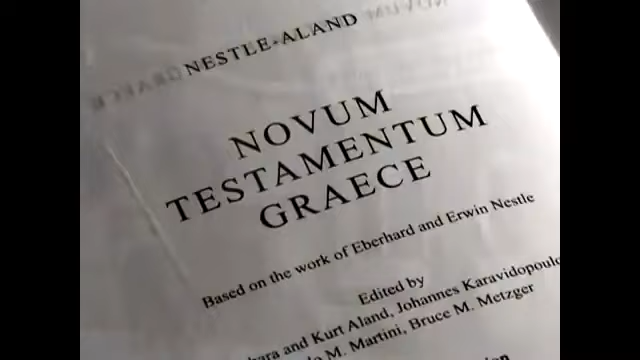 NESTLE-ALAND
NOVUM
TESTAMENTUM
GRAECE
Based on the work of Eberhard and Erwin Nestle
Edited by
and Kurt Aland, Johannes
M. Martini, Bruce M. Metzger